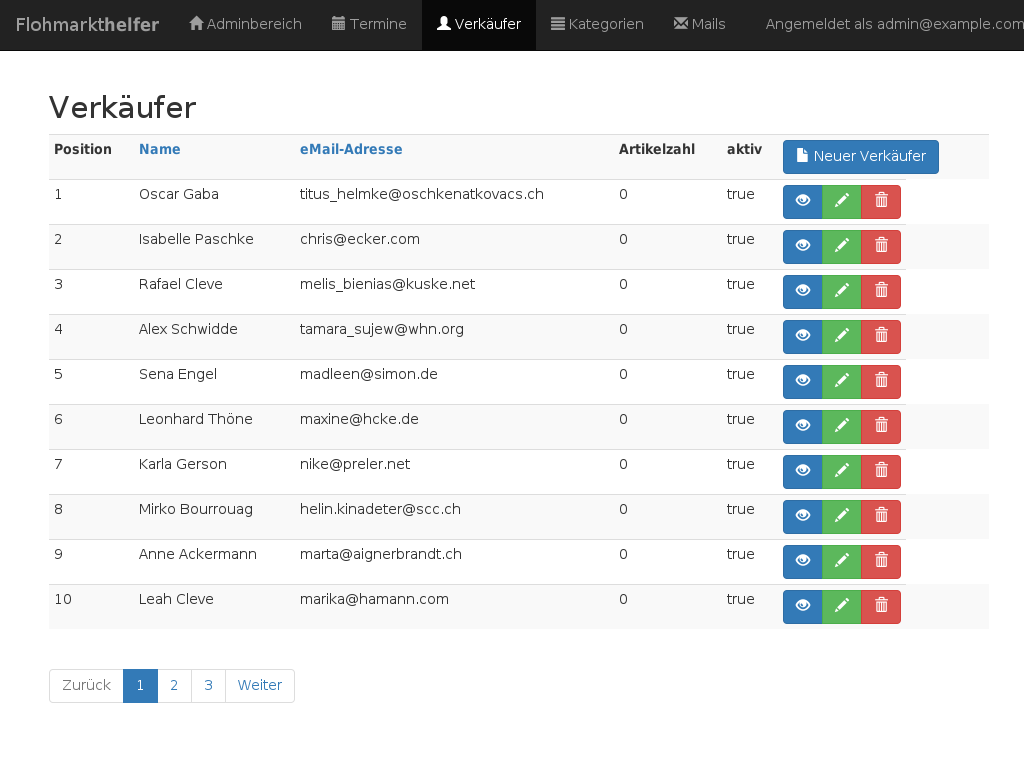 Flohmarkthelfer Adminbereich Termine Verkäufer Kategorien Mails Angemeldet als admin@example.com
Verkäufer
Position Name eMail-Adresse Artikelzahl aktiv Neuer Verkäufer
1 Oscar Gaba titus_helmke@oschkenatkovacs.ch 0 true
2 Isabelle Paschke chris@ecker.com 0 true
3 Rafael Cleve melis_bienias@kuske.net 0 true
4 Alex Schwidde tamara_sujew@whn.org 0 true
5 Sena Engel madleen@simon.de 0 true
6 Leonhard Thöne maxine@hcke.de 0 true
7 Karla Gerson nike@preler.net 0 true
8 Mirko Bourrouag helin.kinadeter@scc.ch 0 true
9 Anne Ackermann marta@aignerbrandt.ch 0 true
10 Leah Cleve marika@hamann.com 0 true
Zurück 1 2 3 Weiter